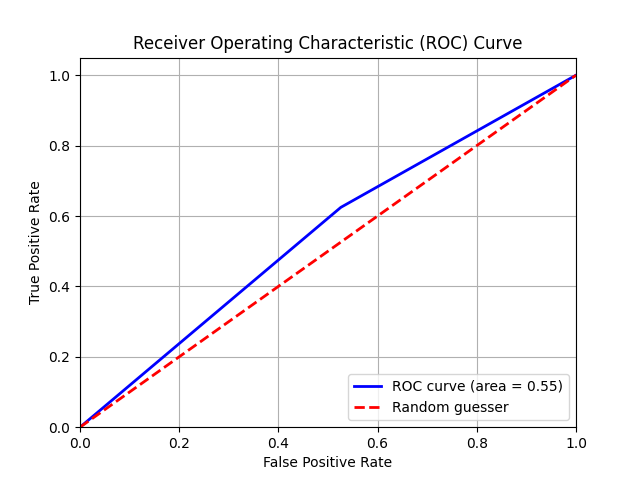 Receiver Operating Characteristic (ROC) Curve
1.0
0.8
0.6
0.4
0.2
0.0
True Positive Rate
ROC curve (area = 0.55)
Random guesser
0.0 0.2 0.4 0.6 0.8 1.0
False Positive Rate